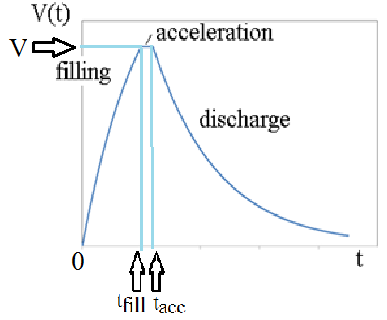 V(t)
acceleration
V
filling
discharge
0
t
tfill tacc